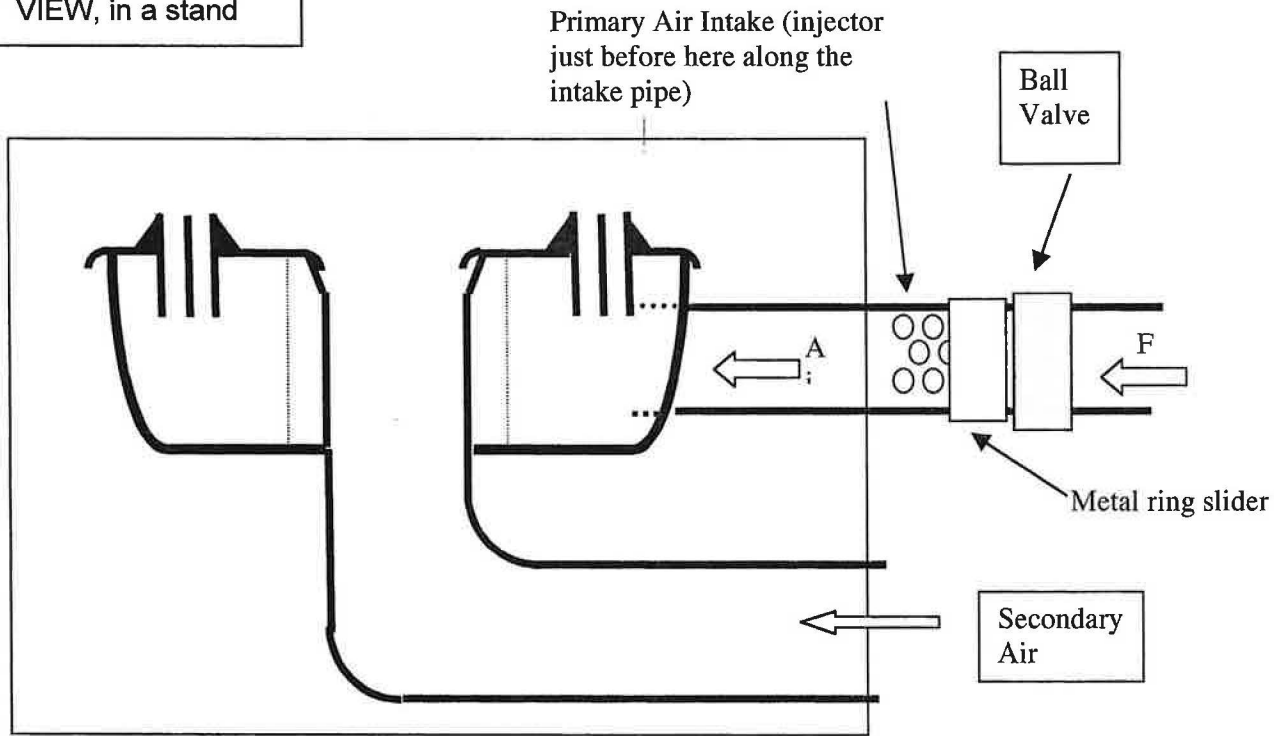 VIEW, in a stand
Primary Air Intake (injector
just before here along the
intake pipe)
Ball
Valve
A
i
F
Metal ring slider
Secondary
Air